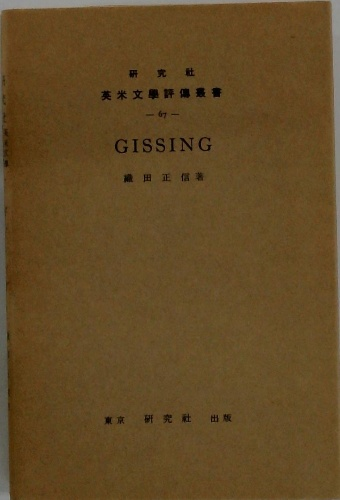 研究社
英米文學評傳叢書
— 67 —
GISSING
織田正信著
東京 研究社 出版